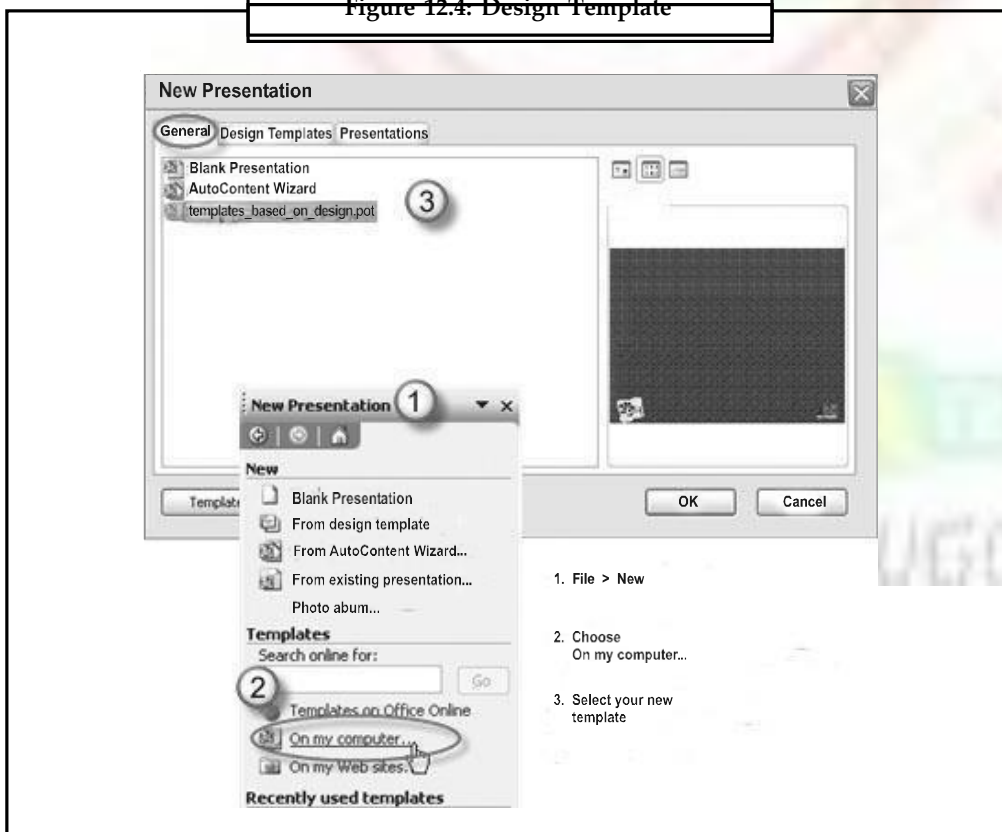 Figure 12.4: Design Template
New Presentation
General Design Templates Presentations
Blank Presentation
AutoContent Wizard
templates_based_on_design.pot
3
OK Cancel
New Presentation 1
New
Blank Presentation
From design template
From AutoContent Wizard...
From existing presentation...
Photo abum...
Templates
Search online for:
Go
2
Templates on Office Online
On my computer...
On my Web sites...
Recently used templates
1. File > New
2. Choose
On my computer...
3. Select your new
template